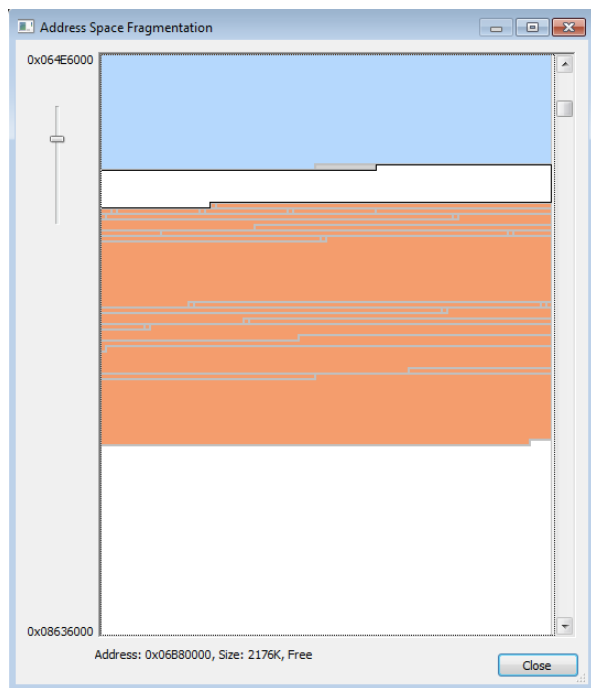 Address Space Fragmentation
0x064E6000
0x08636000
Address: 0x06B80000, Size: 2176K, Free
Close